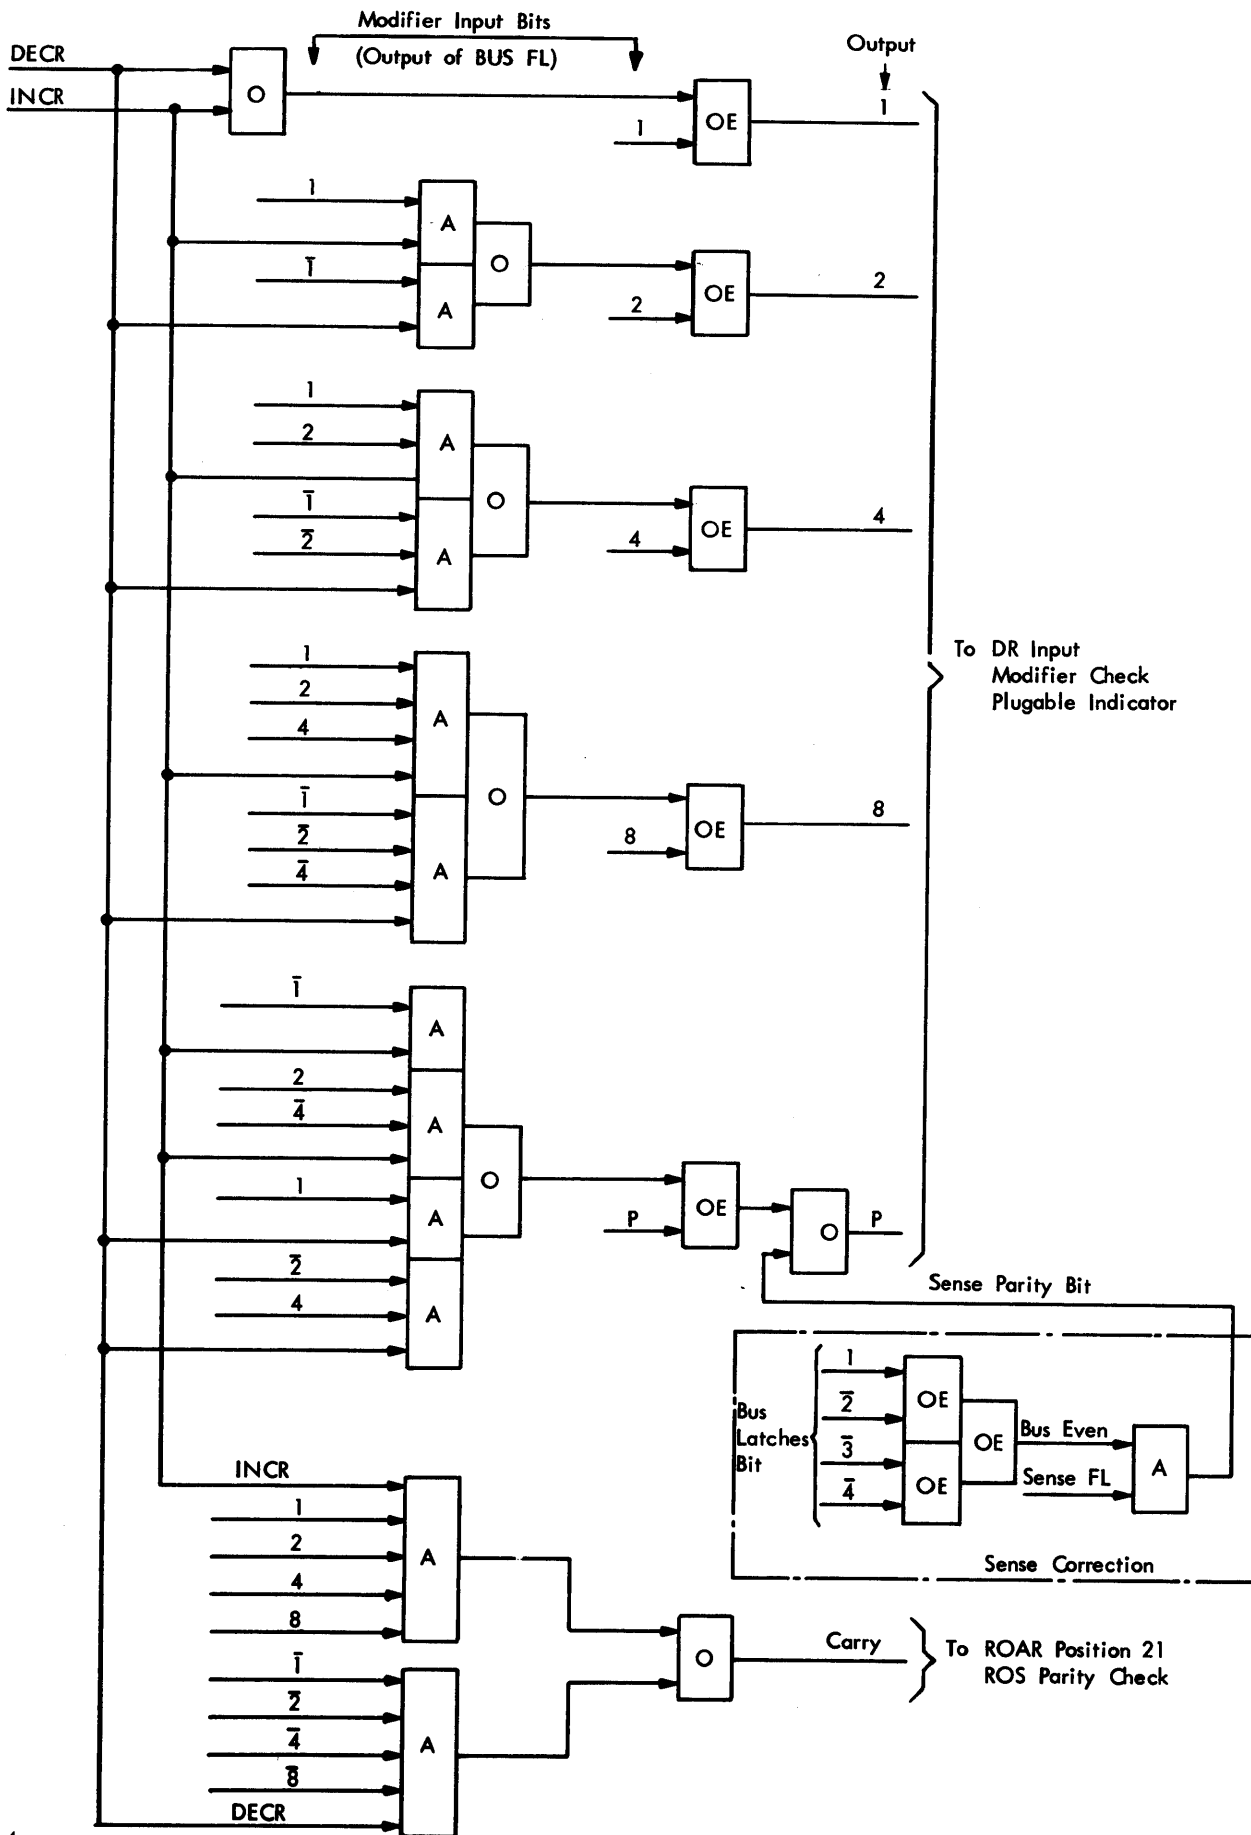 Modifier Input Bits
(Output of BUS FL)
Output
DECR
INCR
O
OE
1
1
1
A
1̅
A
O
2
OE
2
1
2
A
1̅
2̅
A
O
4
OE
4
1
2
4
A
1̅
2̅
4̅
A
O
8
OE
8
To DR Input
Modifier Check
Plugable Indicator
1̅
A
2
4̅
A
1
A
2̅
4
A
O
P
OE
O
P
Sense Parity Bit
Bus
Latches
Bit
1
2̅
3̅
4̅
OE
OE
OE
Bus Even
Sense FL
A
Sense Correction
INCR
1
2
4
8
A
1̅
2̅
4̅
8̅
DECR
A
O
Carry
To ROAR Position 21
ROS Parity Check